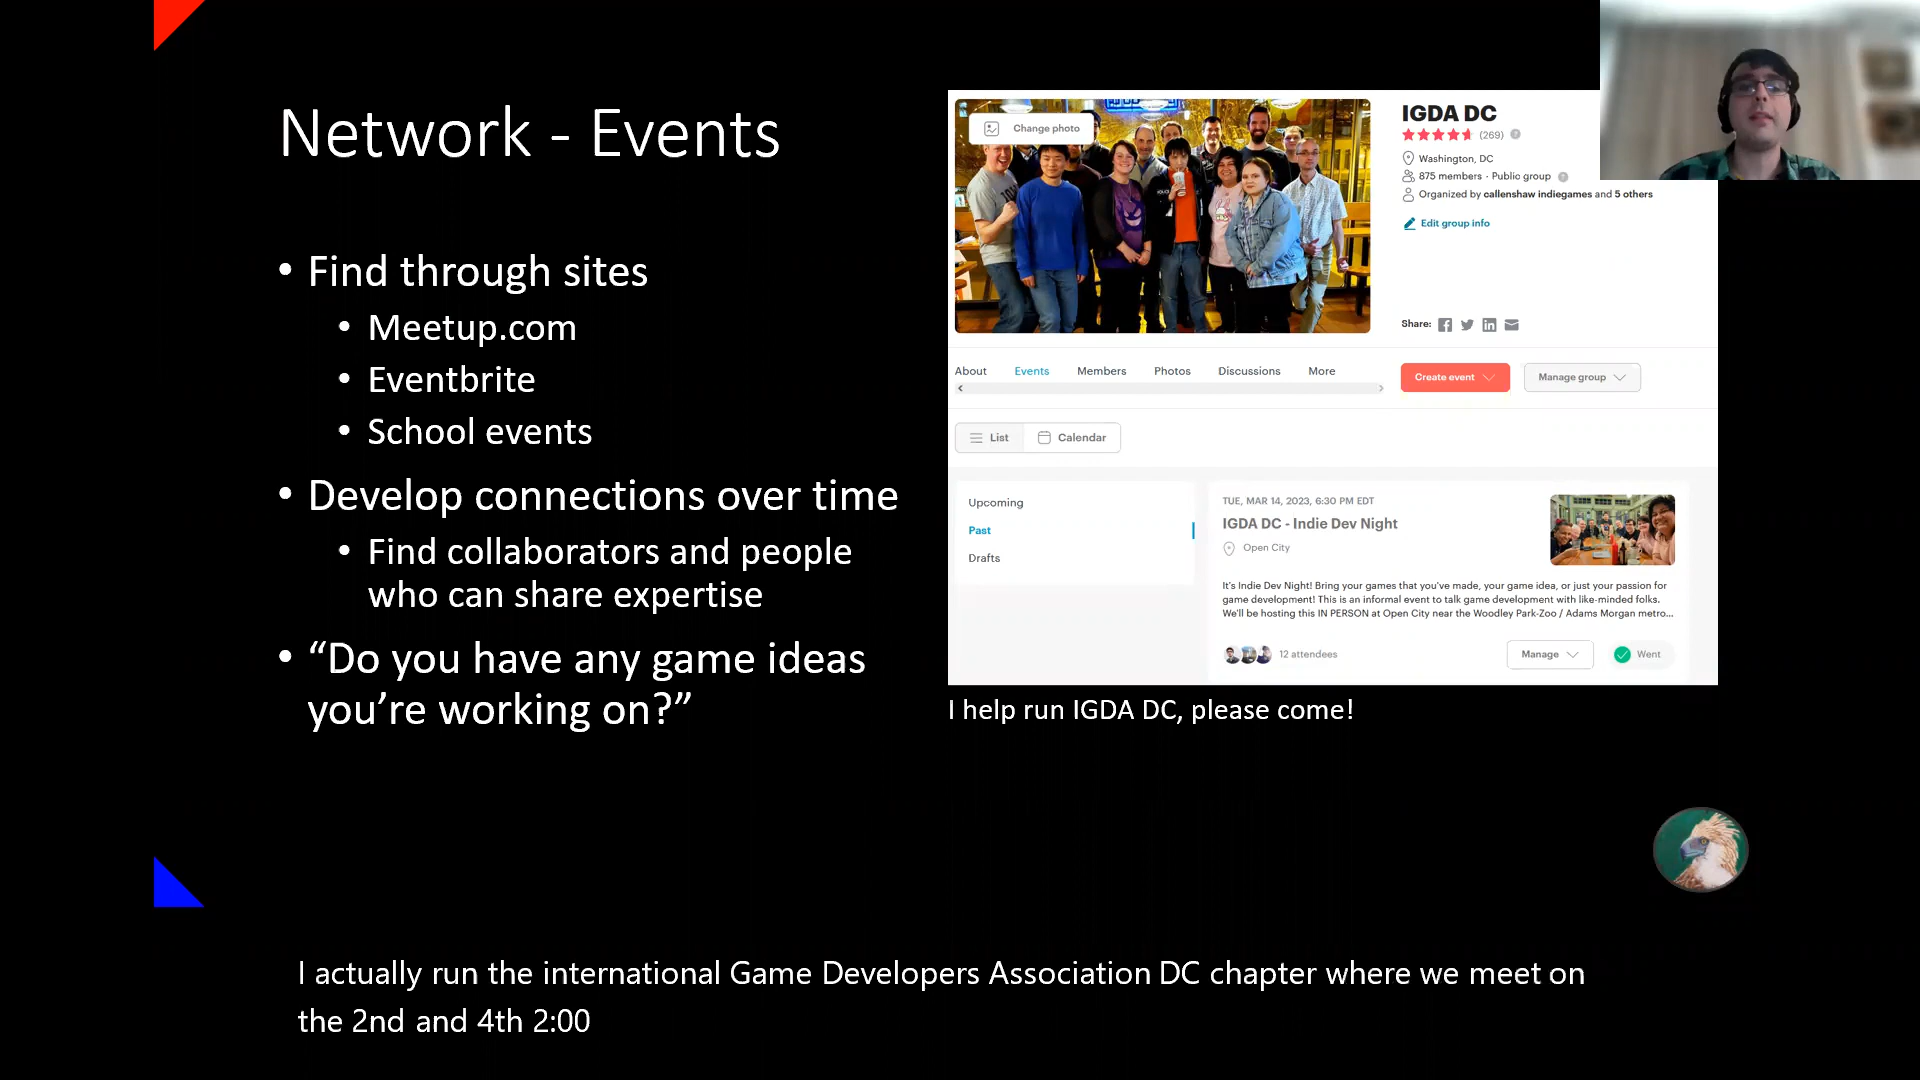 Network - Events
• Find through sites
• Meetup.com
• Eventbrite
• School events
• Develop connections over time
• Find collaborators and people
who can share expertise
• “Do you have any game ideas
you’re working on?”
Change photo
IGDA DC
(269)
Washington, DC
875 members · Public group
Organized by callenshaw indiegames and 5 others
Edit group info
Share:
About Events Members Photos Discussions More
Create event
Manage group
List Calendar
Upcoming
Past
Drafts
TUE, MAR 14, 2023, 6:30 PM EDT
IGDA DC - Indie Dev Night
Open City
It's Indie Dev Night! Bring your games that you've made, your game idea, or just your passion for
game development! This is an informal event to talk game development with like-minded folks.
We'll be hosting this IN PERSON at Open City near the Woodley Park-Zoo / Adams Morgan metro...
12 attendees
Manage
Went
I help run IGDA DC, please come!
I actually run the international Game Developers Association DC chapter where we meet on
the 2nd and 4th 2:00